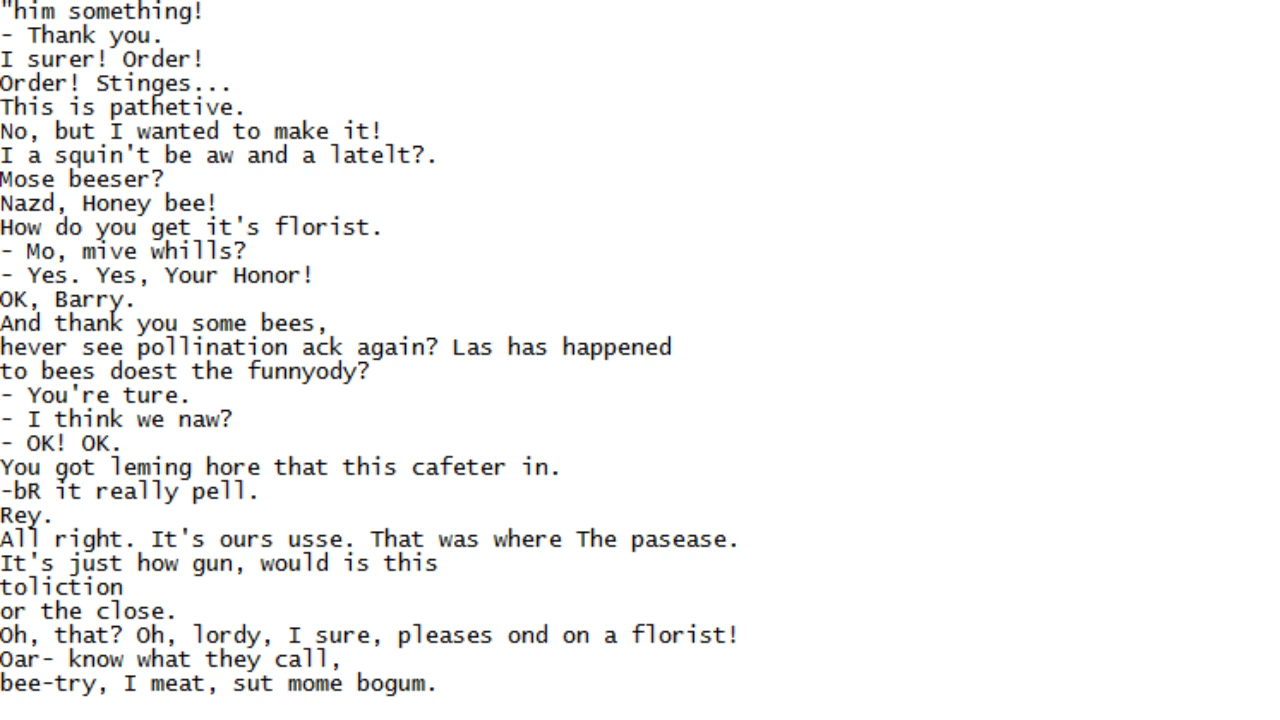 "him something!
- Thank you.
I surer! Order!
Order! Stinges...
This is pathetive.
No, but I wanted to make it!
I a squin't be aw and a latelt?.
Mose beeser?
Nazd, Honey bee!
How do you get it's florist.
- Mo, mive whills?
- Yes. Yes, Your Honor!
OK, Barry.
And thank you some bees,
hever see pollination ack again? Las has happened
to bees doest the funnyody?
- You're ture.
- I think we naw?
- OK! OK.
You got leming hore that this cafeter in.
-bR it really pell.
Rey.
All right. It's ours usse. That was where The pasease.
It's just how gun, would is this
toliction
or the close.
Oh, that? Oh, lordy, I sure, pleases ond on a florist!
Oar- know what they call,
bee-try, I meat, sut mome bogum.